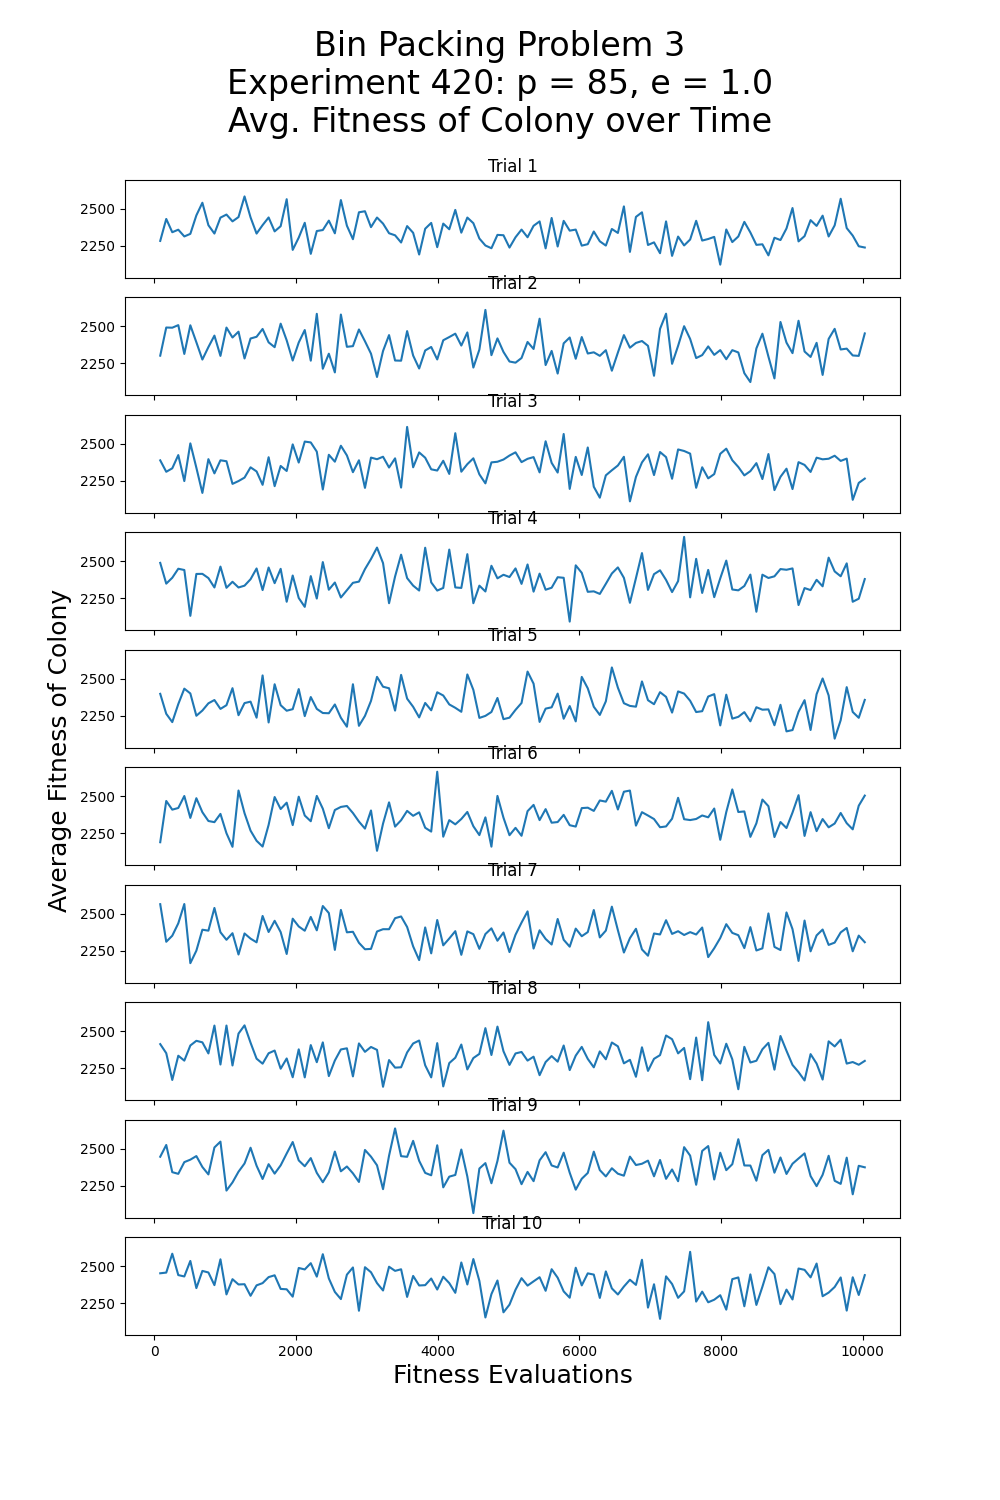 Bin Packing Problem 3
Experiment 420: p = 85, e = 1.0
Avg. Fitness of Colony over Time
Trial 1
2500
2250
Trial 2
2500
2250
Trial 3
2500
2250
Trial 4
2500
2250
Trial 5
2500
2250
Trial 6
2500
2250
Trial 7
2500
2250
Trial 8
2500
2250
Trial 9
2500
2250
Trial 10
2500
2250
0 2000 4000 6000 8000 10000
Fitness Evaluations
Average Fitness of Colony